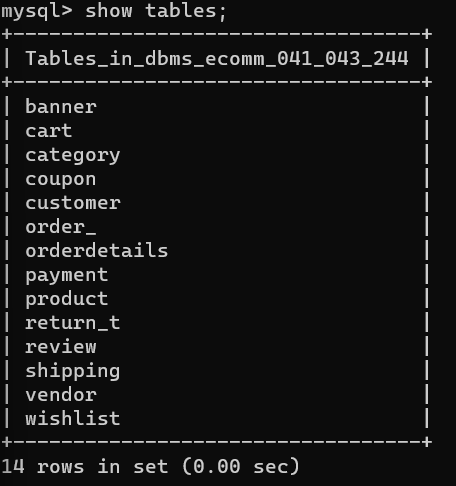 mysql> show tables;
+----------------------------------+
| Tables_in_dbms_ecomm_041_043_244 |
+----------------------------------+
| banner                           |
| cart                             |
| category                         |
| coupon                           |
| customer                         |
| order_                           |
| orderdetails                     |
| payment                          |
| product                          |
| return_t                         |
| review                           |
| shipping                         |
| vendor                           |
| wishlist                         |
+----------------------------------+
14 rows in set (0.00 sec)